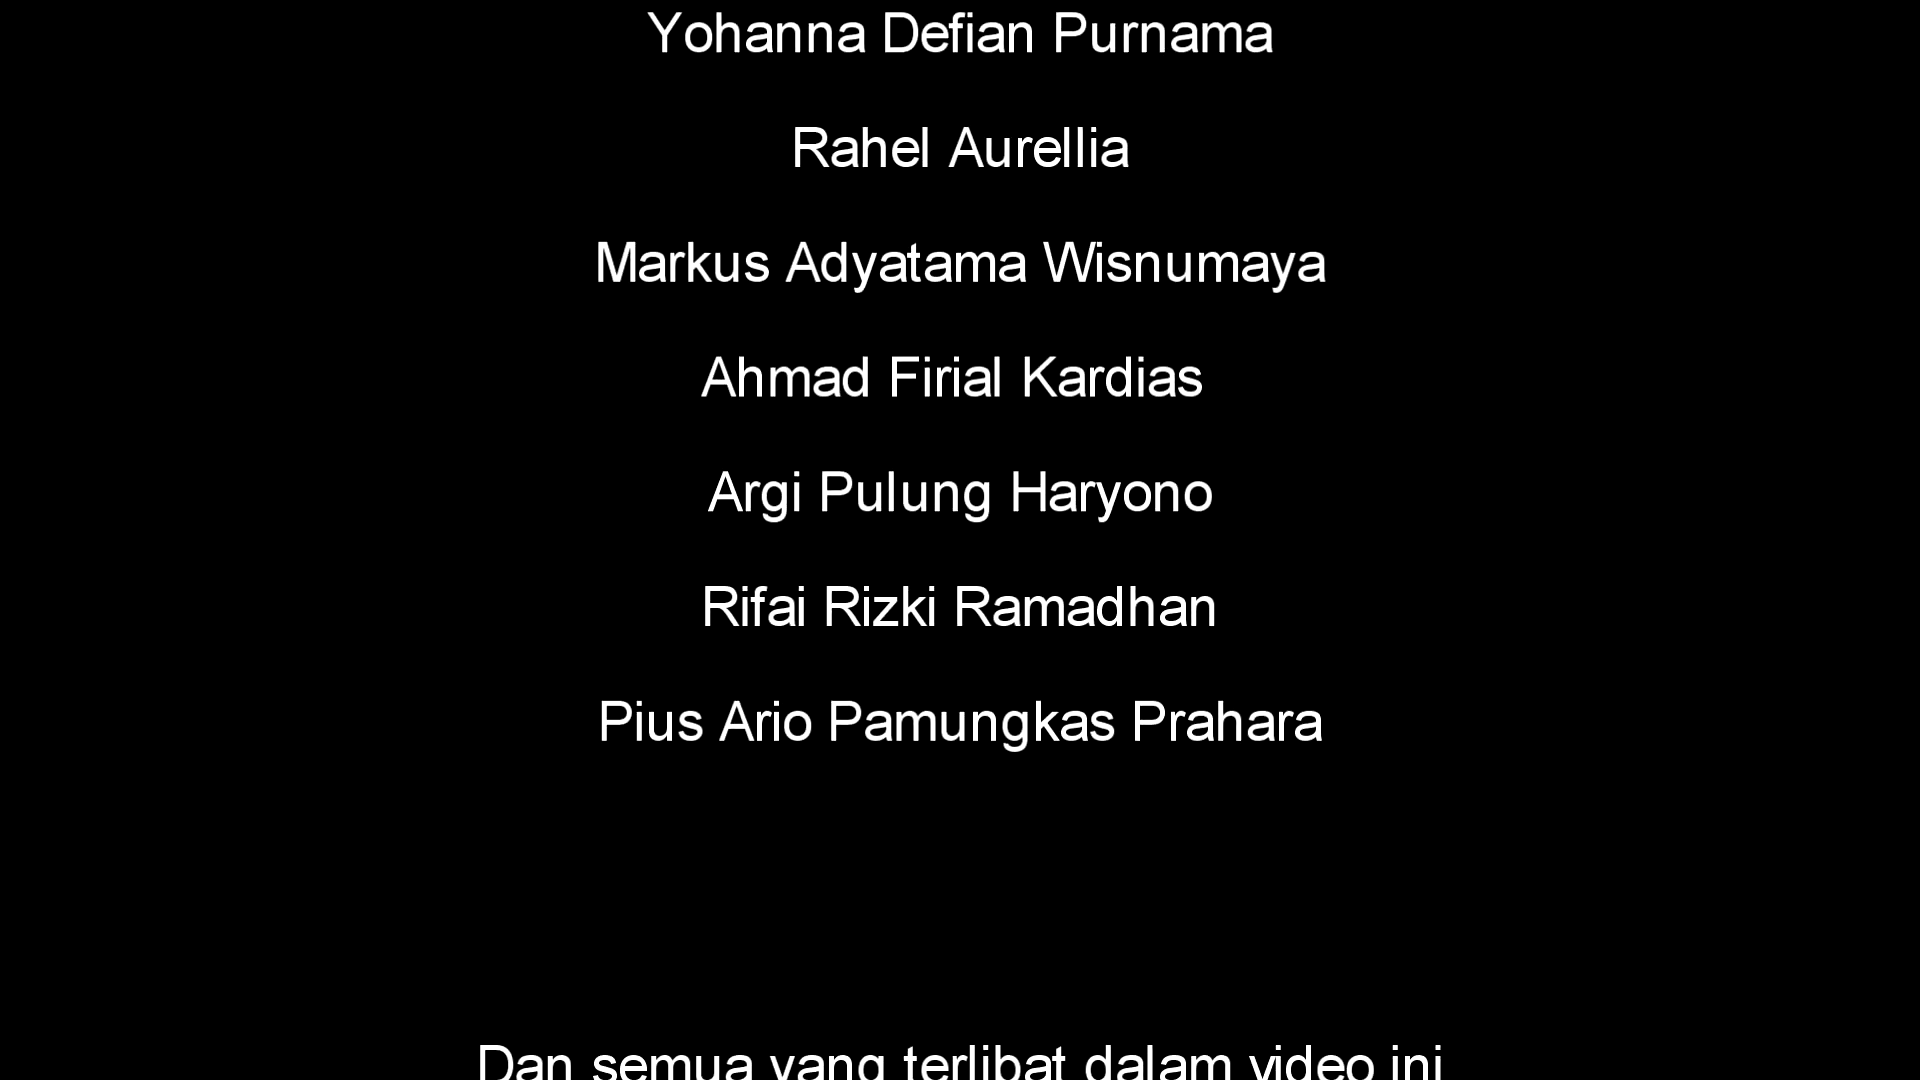 Yohanna Defian Purnama
Rahel Aurellia
Markus Adyatama Wisnumaya
Ahmad Firial Kardias
Argi Pulung Haryono
Rifai Rizki Ramadhan
Pius Ario Pamungkas Prahara
Dan semua yang terlibat dalam video ini